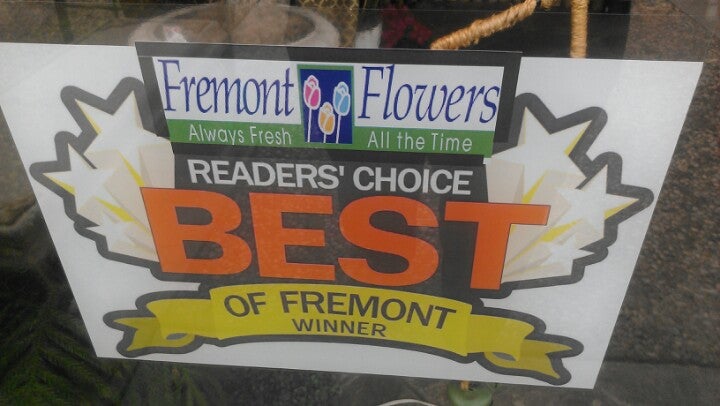 Fremont Flowers
Always Fresh All the Time
READERS' CHOICE
BEST
OF FREMONT
WINNER